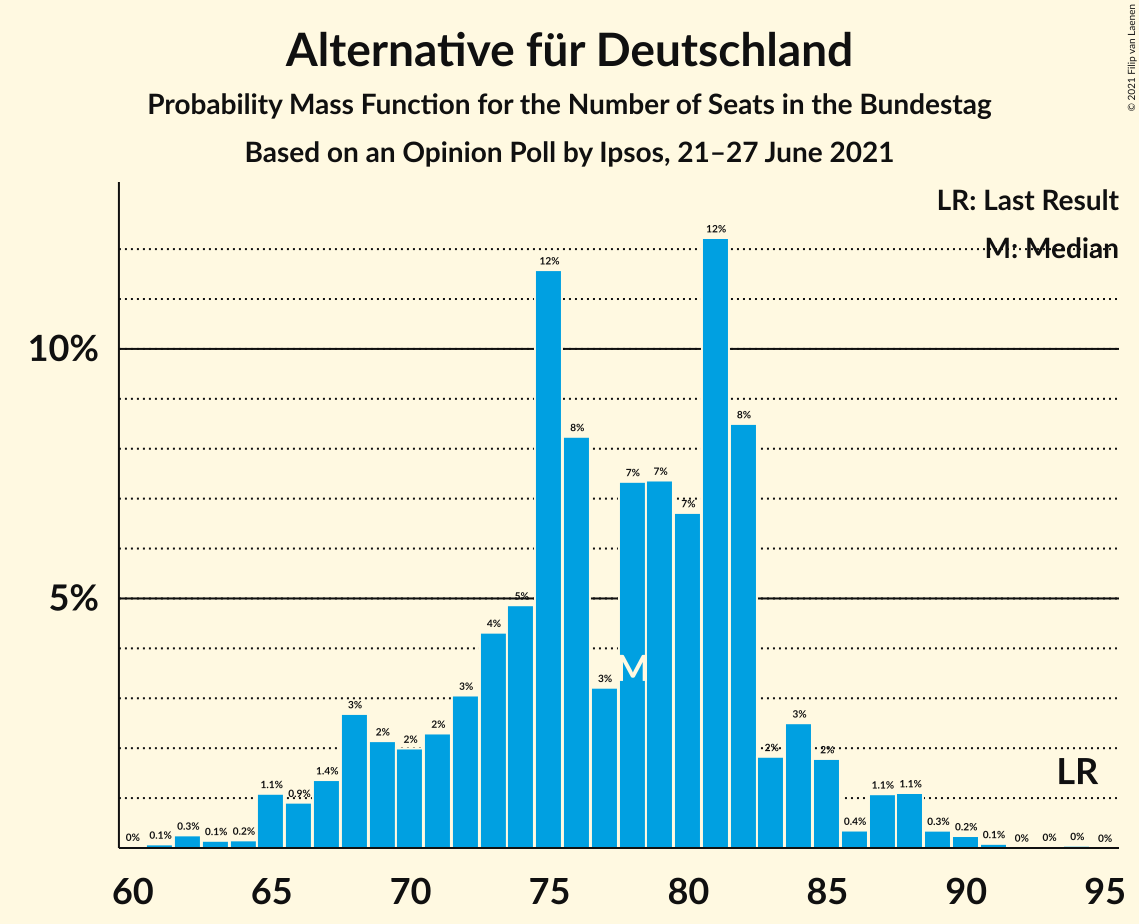 Alternative für Deutschland
Probability Mass Function for the Number of Seats in the Bundestag
Based on an Opinion Poll by Ipsos, 21–27 June 2021
© 2021 Filip van Laenen
LR: Last Result
M: Median
10%
5%
0% 0.1% 0.3% 0.1% 0.2% 1.1% 0.9% 1.4% 3% 2% 2% 2% 3% 4% 5% 12% 8% 3% 7% 7% 7% 12% 8% 2% 3% 2% 0.4% 1.1% 1.1% 0.3% 0.2% 0.1% 0% 0% 0% 0%
M
LR
60 65 70 75 80 85 90 95